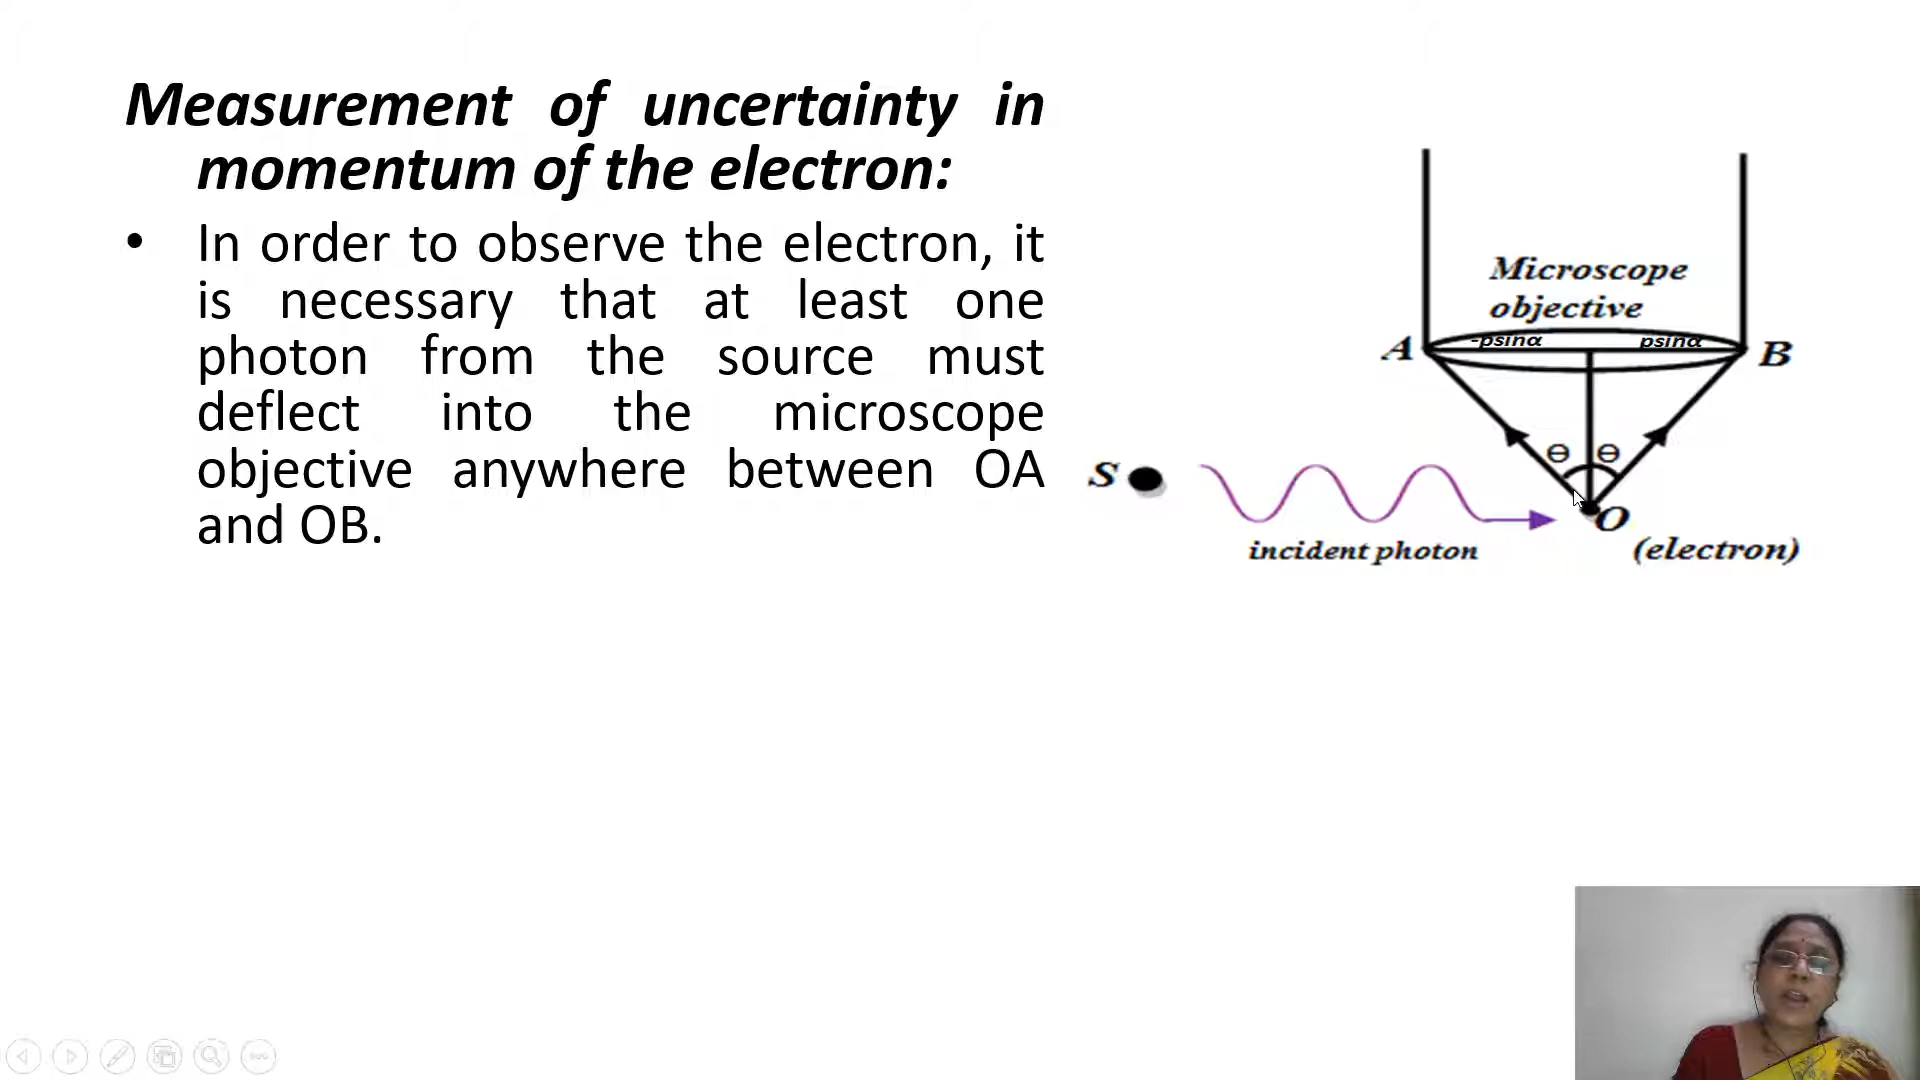 Measurement of uncertainty in
momentum of the electron:
• In order to observe the electron, it
is necessary that at least one
photon from the source must
deflect into the microscope
objective anywhere between OA
and OB.
Microscope
objective
-psinα psinα
A B
Θ Θ
S
O
incident photon
(electron)